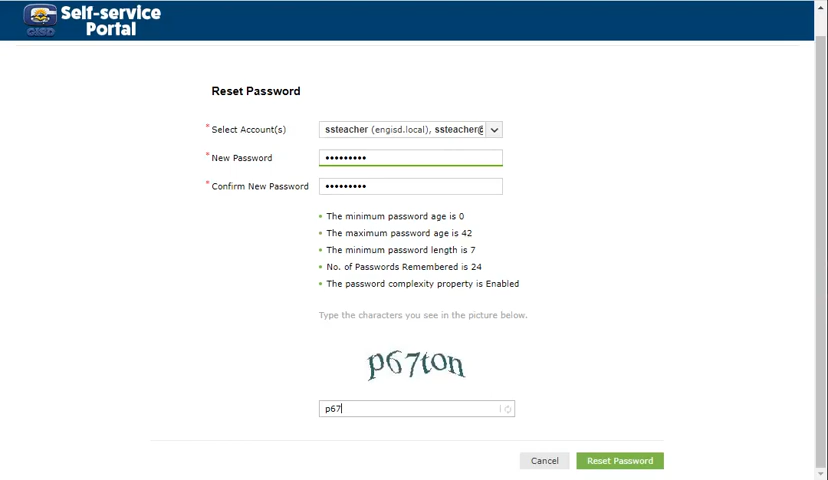 Self-service
Portal
GISD
Reset Password
* Select Account(s) ssteacher (engisd.local), ssteacher@
* New Password •••••••••
* Confirm New Password •••••••••
• The minimum password age is 0
• The maximum password age is 42
• The minimum password length is 7
• No. of Passwords Remembered is 24
• The password complexity property is Enabled
Type the characters you see in the picture below.
p67ton
p67
Cancel Reset Password